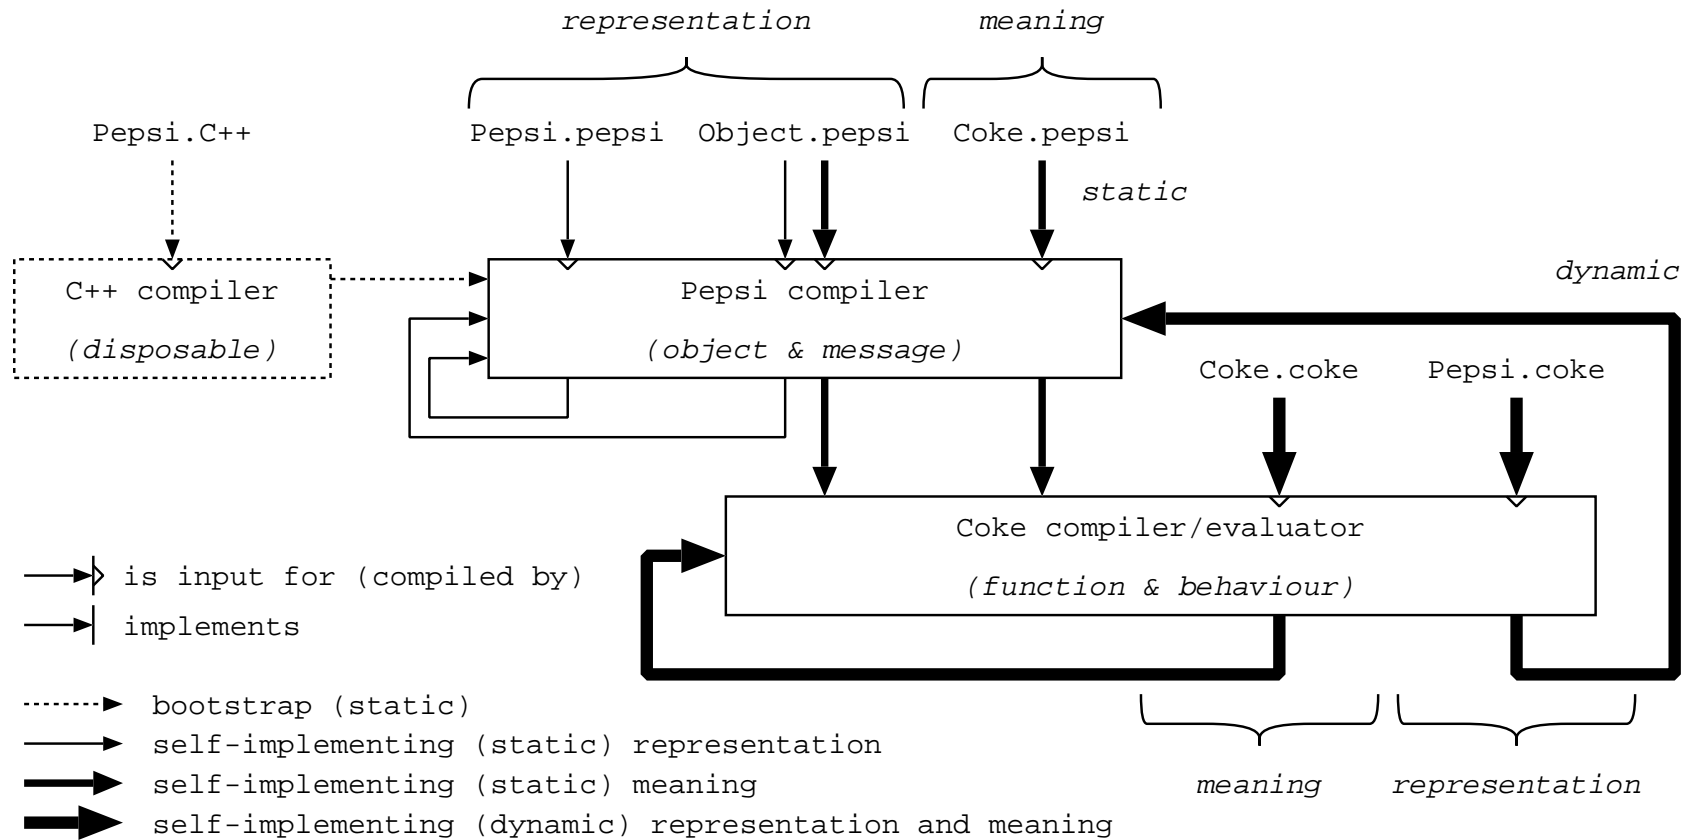 representation
meaning
Pepsi.C++
Pepsi.pepsi
Object.pepsi
Coke.pepsi
static
dynamic
C++ compiler
(disposable)
Pepsi compiler
(object & message)
Coke.coke
Pepsi.coke
Coke compiler/evaluator
(function & behaviour)
is input for (compiled by)
implements
bootstrap (static)
self-implementing (static) representation
self-implementing (static) meaning
self-implementing (dynamic) representation and meaning
meaning
representation